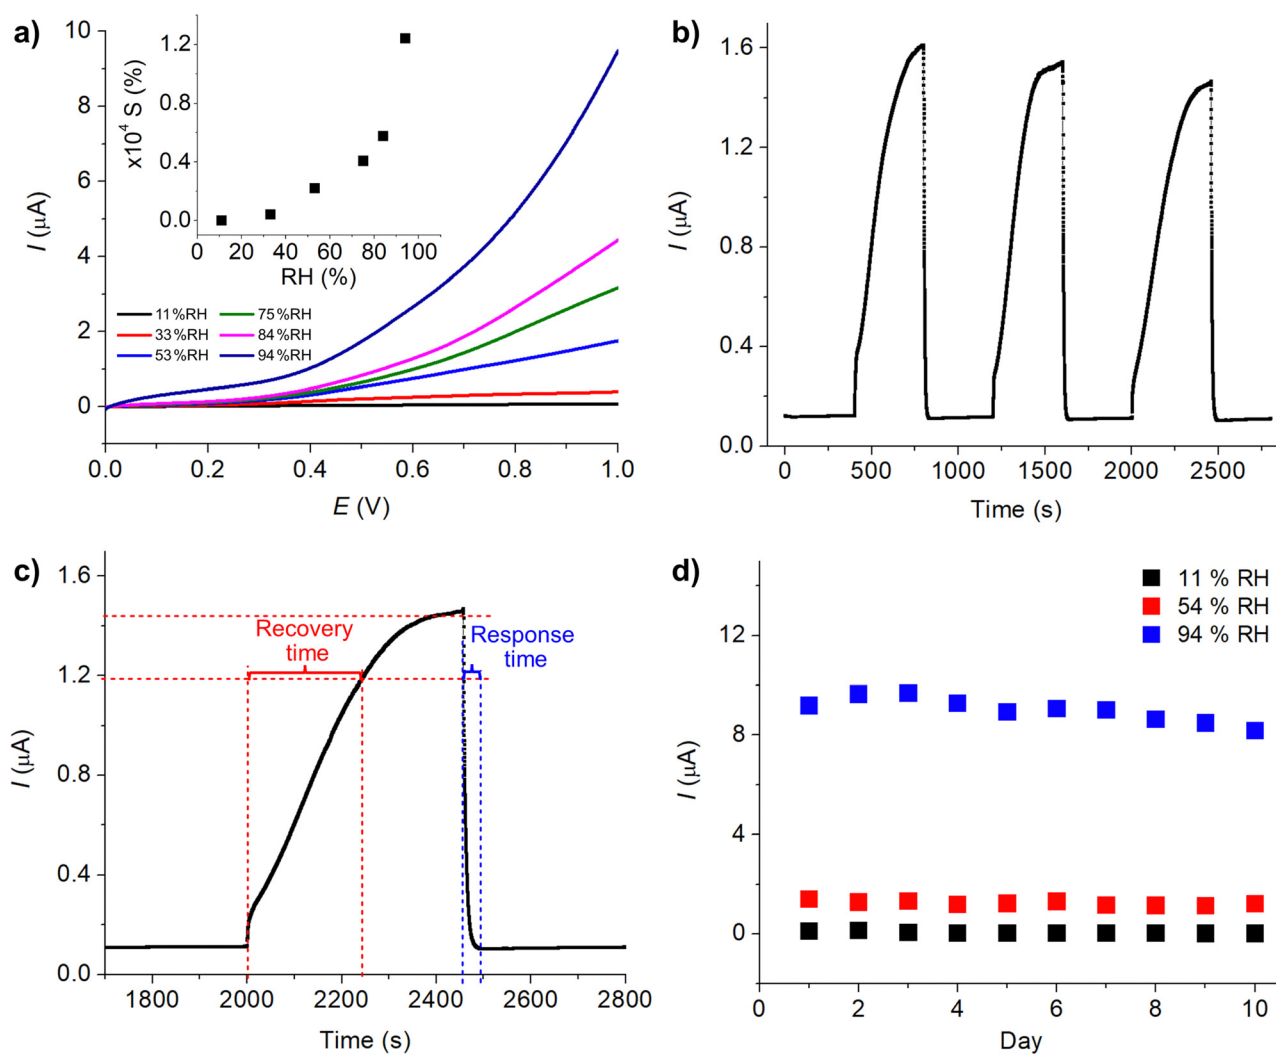 a)
10
8
6
4
2
0
I (μA)
0.0 0.2 0.4 0.6 0.8 1.0
E (V)
1.2
0.8
0.4
0.0
x10⁴ S (%)
0 20 40 60 80 100
RH (%)
11 %RH 75 %RH
33 %RH 84 %RH
53 %RH 94 %RH
b)
1.6
1.2
0.8
0.4
0.0
I (μA)
0 500 1000 1500 2000 2500
Time (s)
c)
1.6
1.2
0.8
0.4
0.0
I (μA)
Recovery
time
Response
time
1800 2000 2200 2400 2600 2800
Time (s)
d)
11 % RH
54 % RH
94 % RH
12
8
4
0
I (μA)
0 2 4 6 8 10
Day